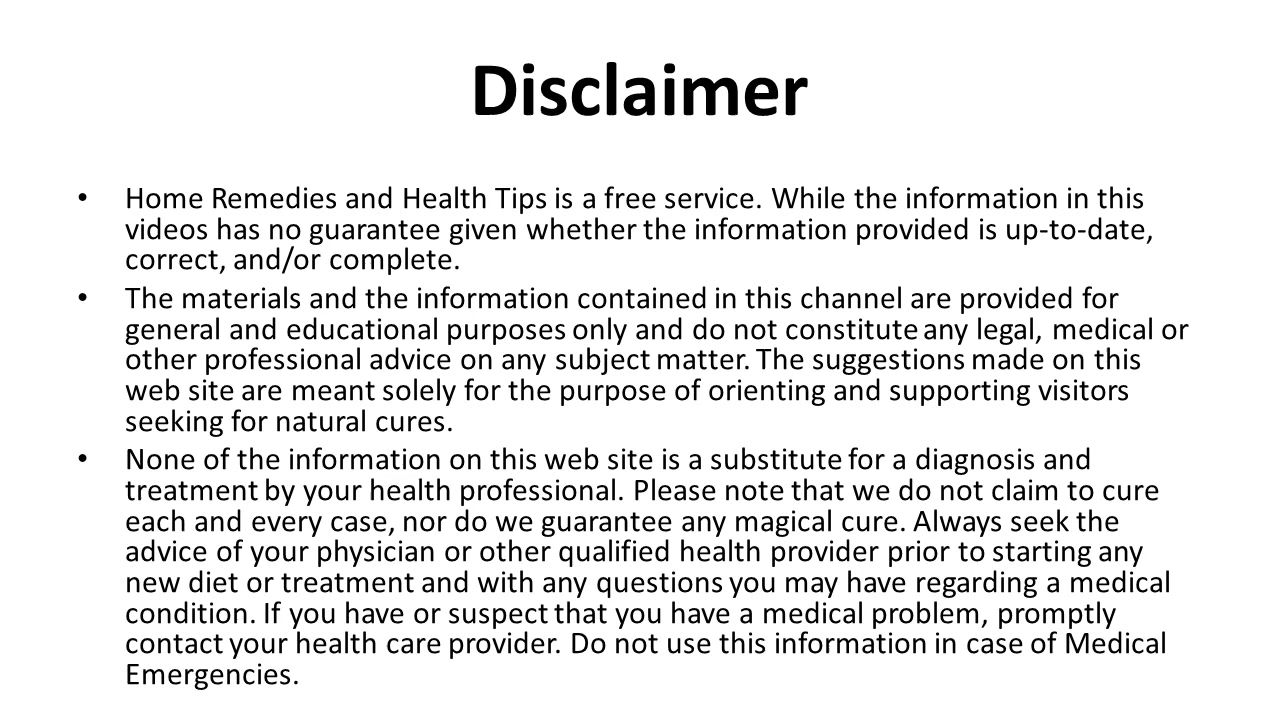 Disclaimer
• Home Remedies and Health Tips is a free service. While the information in this
videos has no guarantee given whether the information provided is up-to-date,
correct, and/or complete.
• The materials and the information contained in this channel are provided for
general and educational purposes only and do not constitute any legal, medical or
other professional advice on any subject matter. The suggestions made on this
web site are meant solely for the purpose of orienting and supporting visitors
seeking for natural cures.
• None of the information on this web site is a substitute for a diagnosis and
treatment by your health professional. Please note that we do not claim to cure
each and every case, nor do we guarantee any magical cure. Always seek the
advice of your physician or other qualified health provider prior to starting any
new diet or treatment and with any questions you may have regarding a medical
condition. If you have or suspect that you have a medical problem, promptly
contact your health care provider. Do not use this information in case of Medical
Emergencies.